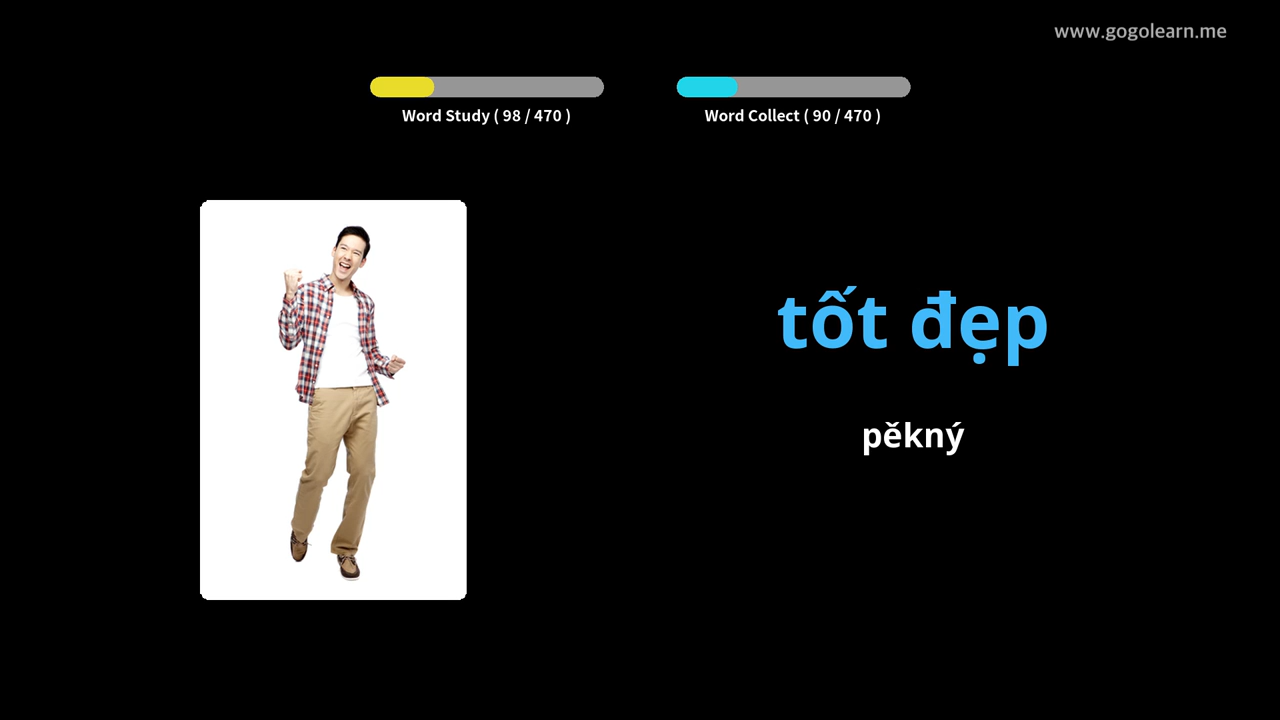 www.gogolearn.me
Word Study ( 98 / 470 )
Word Collect ( 90 / 470 )
tốt đẹp
pěkný